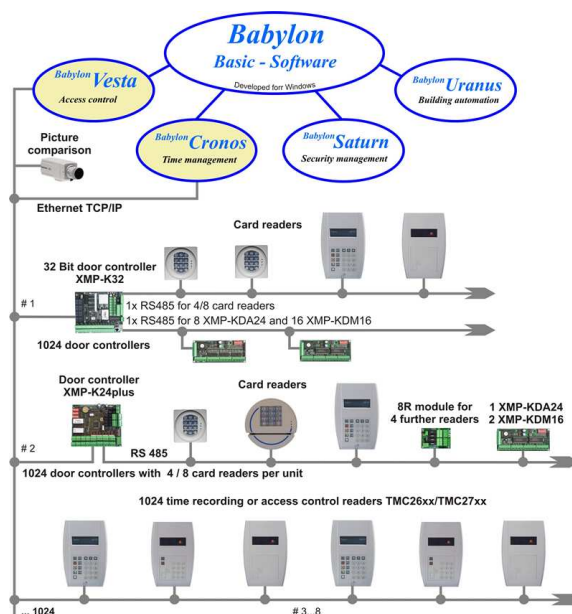 Babylon
Basic - Software
Developed forr Windows
Babylon Vesta
Access control
Babylon Uranus
Building automation
Babylon Cronos
Time management
Babylon Saturn
Security management
Picture
comparison
Ethernet TCP/IP
Card readers
32 Bit door controller
XMP-K32
# 1
1x RS485 for 4/8 card readers
1x RS485 for 8 XMP-KDA24 and 16 XMP-KDM16
1024 door controllers
Door controller
XMP-K24plus
Card readers
8R module for
4 further readers
1 XMP-KDA24
2 XMP-KDM16
# 2
RS 485
1024 door controllers with 4 / 8 card readers per unit
1024 time recording or access control readers TMC26xx/TMC27xx
... 1024
# 3...8